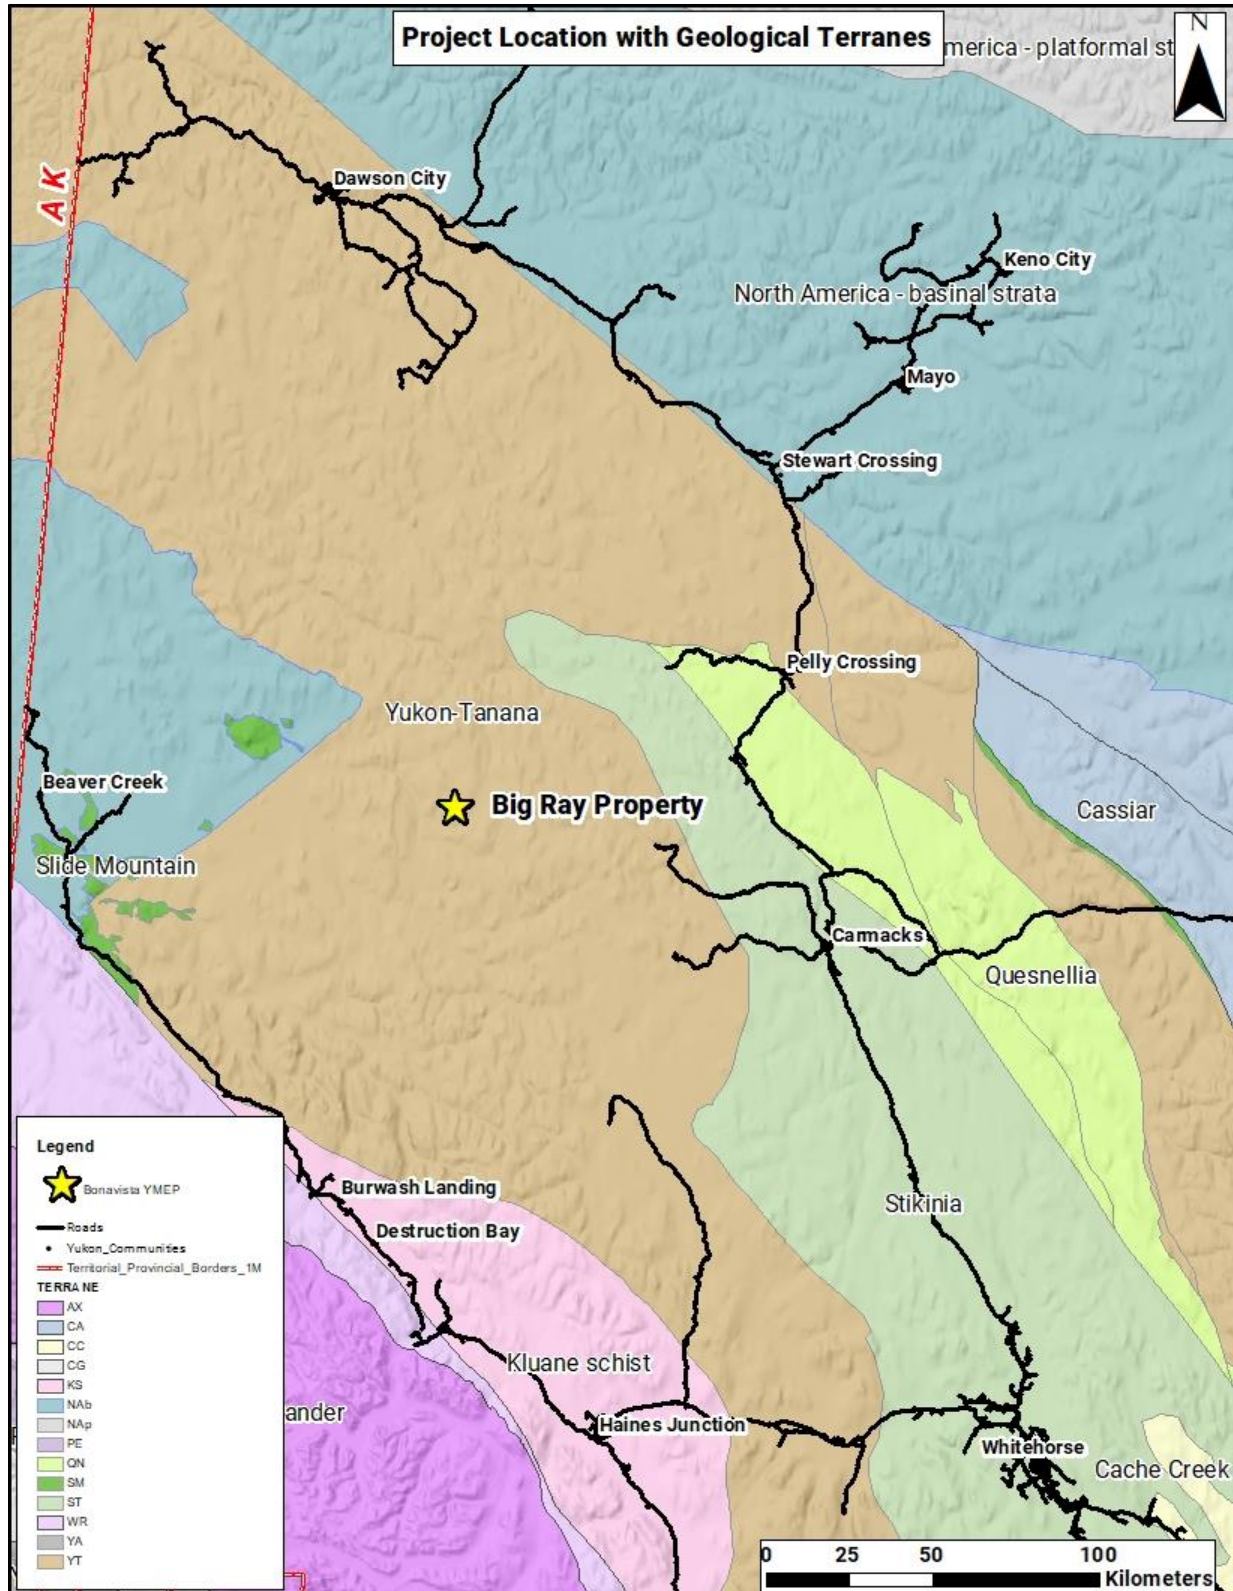 Project Location with Geological Terranes
merica - platformal st
N
AK
Dawson City
Keno City
North America - basinal strata
Mayo
Stewart Crossing
Pelly Crossing
Yukon-Tanana
Beaver Creek
Big Ray Property
Cassiar
Slide Mountain
Carmacks
Quesnellia
Burwash Landing
Stikinia
Destruction Bay
Kluane schist
ander
Haines Junction
Whitehorse
Cache Creek
Legend
Bonavista YMEP
Roads
Yukon_Communities
Territorial_Provincial_Borders_1M
TERRANE
AX
CA
CC
CG
KS
NAb
NAp
PE
QN
SM
ST
WR
YA
YT
0 25 50 100
Kilometers